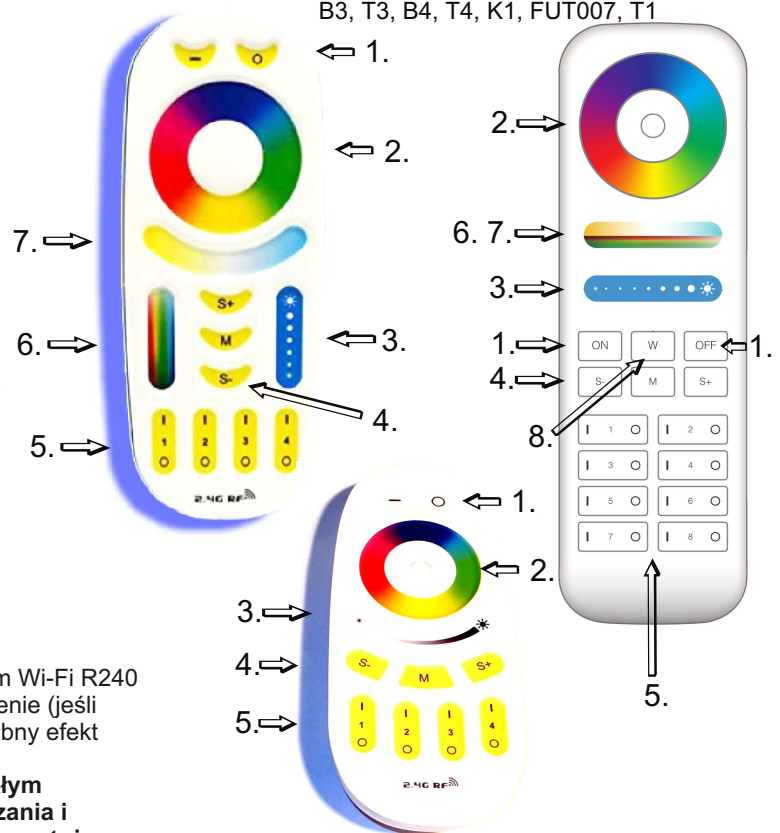 B3, T3, B4, T4, K1, FUT007, T1
1.
2.
7.
S+
M
S-
6.
3.
4.
5.
I I I I
1 2 3 4
O O O O
2.4G RF
2.
6. 7.
3.
1.
ON W OFF
1.
4.
S- M S+
8.
I 1 O I 2 O
I 3 O I 4 O
I 5 O I 6 O
I 7 O I 8 O
5.
1.
2.
3.
4.
S- M S+
5.
I I I I
1 2 3 4
O O O O
2.4G RF
m Wi-Fi R240
enie (jeśli
bny efekt
łym
zania i